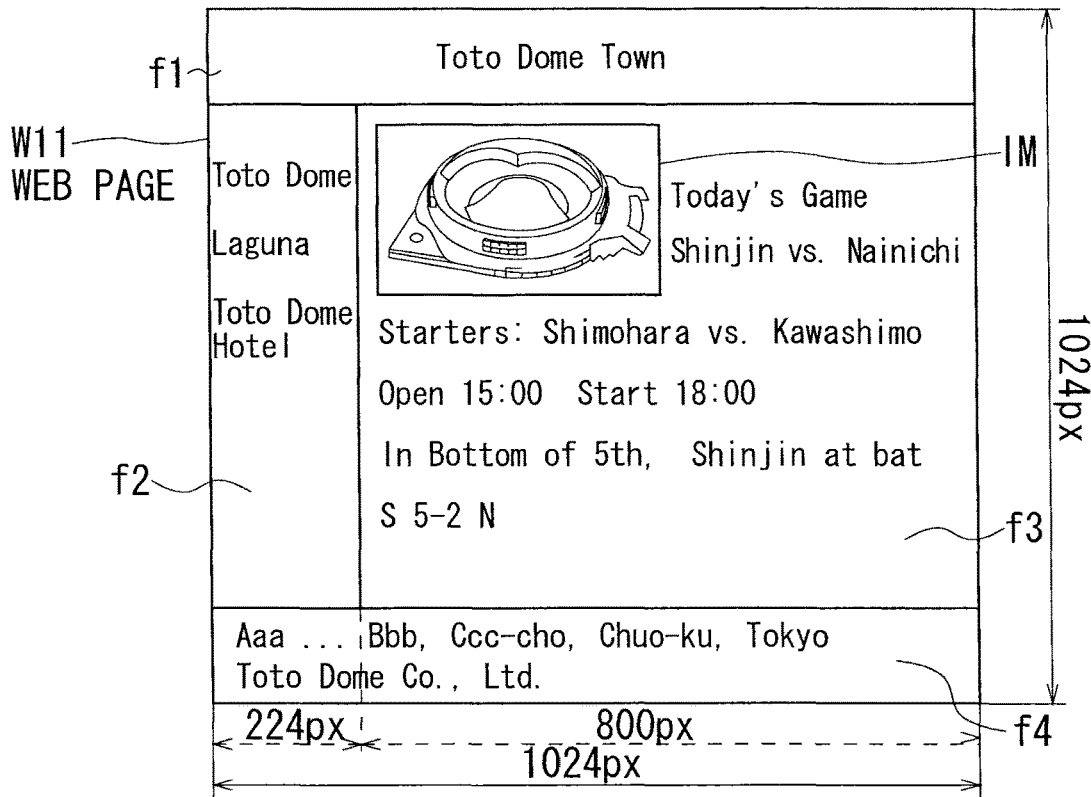 Toto Dome Town
f1
W11
WEB PAGE
IM
Toto Dome
Laguna
Toto Dome
Hotel
Today's Game
Shinjin vs. Nainichi
Starters: Shimohara vs. Kawashimo
Open 15:00 Start 18:00
In Bottom of 5th, Shinjin at bat
S 5-2 N
f2
f3
1024px
Aaa ... Bbb, Ccc-cho, Chuo-ku, Tokyo
Toto Dome Co., Ltd.
f4
224px
800px
1024px